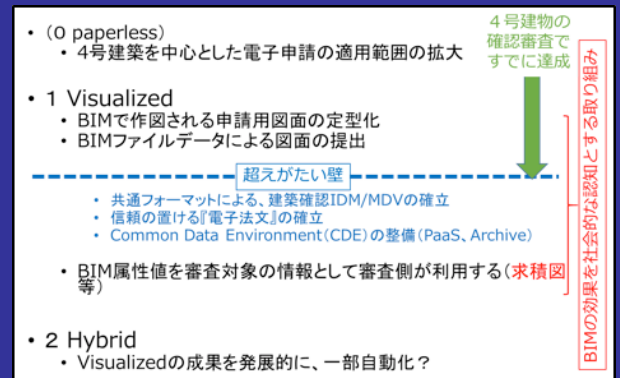 • (0 paperless)
• 4号建築を中心とした電子申請の適用範囲の拡大
4号建物の
確認審査で
すでに達成
• 1 Visualized
• BIMで作図される申請用図面の定型化
• BIMファイルデータによる図面の提出
超えがたい壁
• 共通フォーマットによる、建築確認IDM/MDVの確立
• 信頼の置ける『電子法文』の確立
• Common Data Environment(CDE)の整備(PaaS、Archive)
• BIM属性値を審査対象の情報として審査側が利用する(求積図
等)
• 2 Hybrid
• Visualizedの成果を発展的に、一部自動化？
BIMの効果を社会的な認知とする取り組み